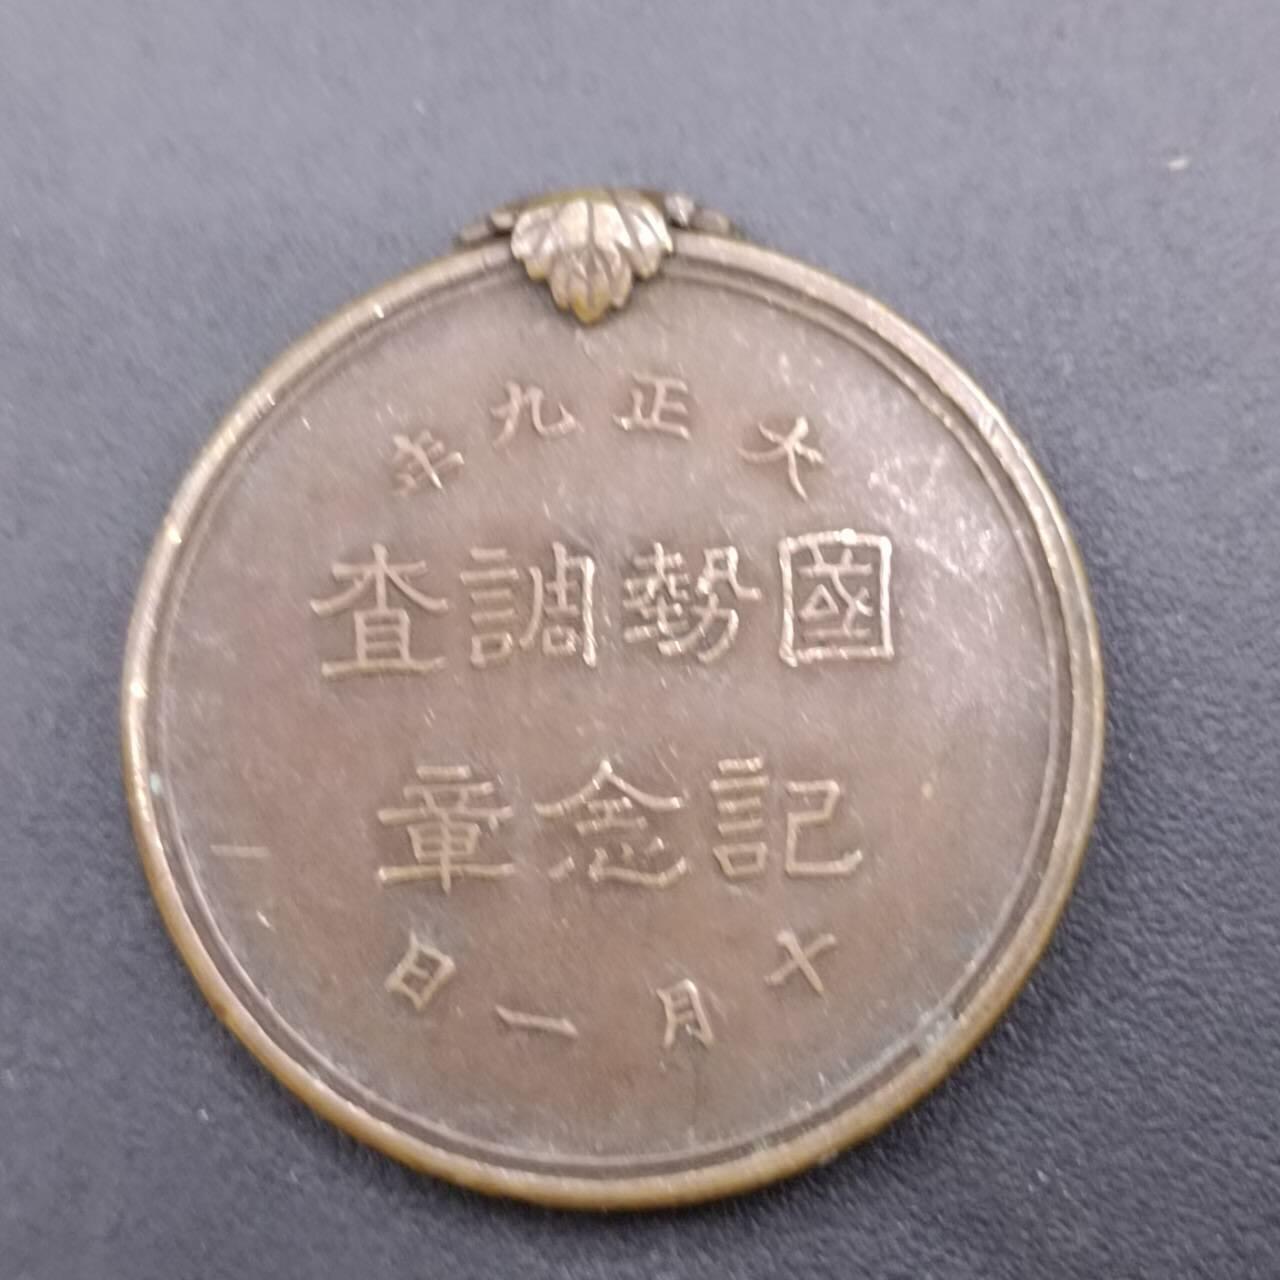 大正九年
國勢調査
記念章
十月一日